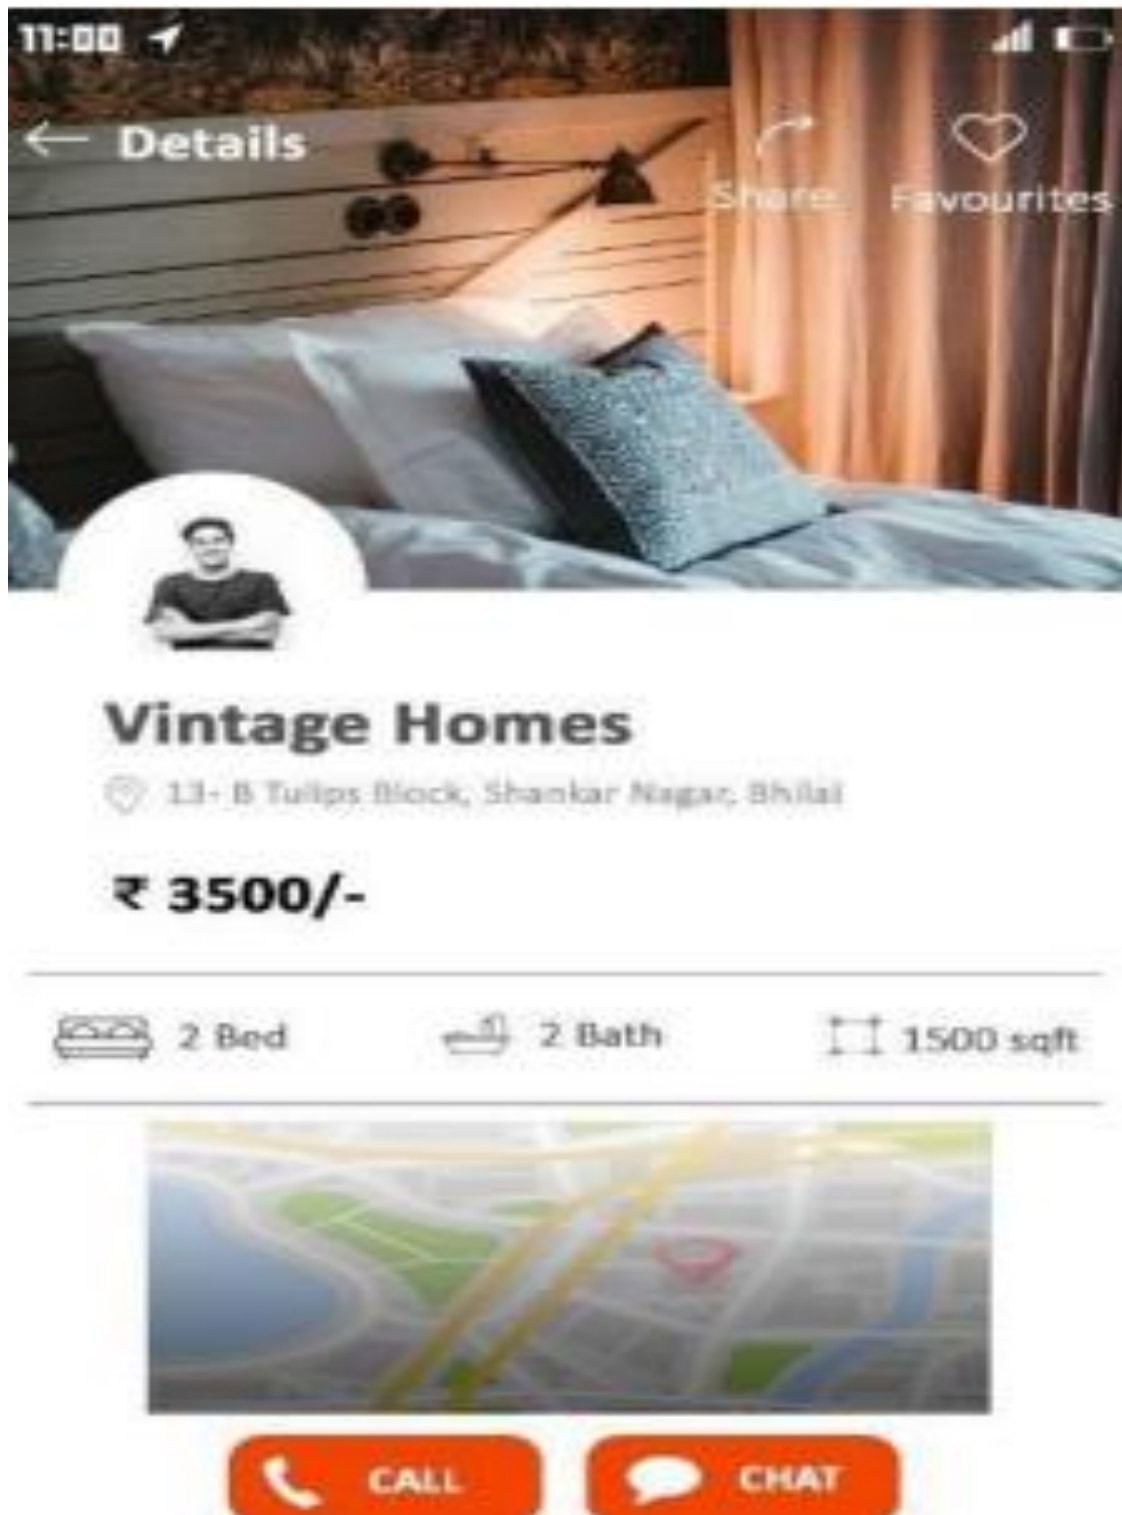 11:00
Details
Share
Favourites
Vintage Homes
13- B Tulips Block, Shankar Nagar, Bhilai
₹ 3500/-
2 Bed
2 Bath
1500 sqft
CALL
CHAT